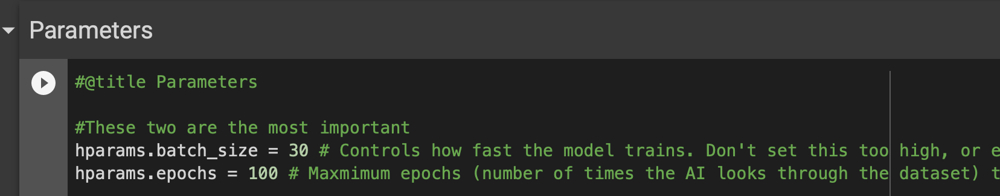 Parameters
#@title Parameters
#These two are the most important
hparams.batch_size = 30 # Controls how fast the model trains. Don't set this too high, or
hparams.epochs = 100 # Maxmimum epochs (number of times the AI looks through the dataset)